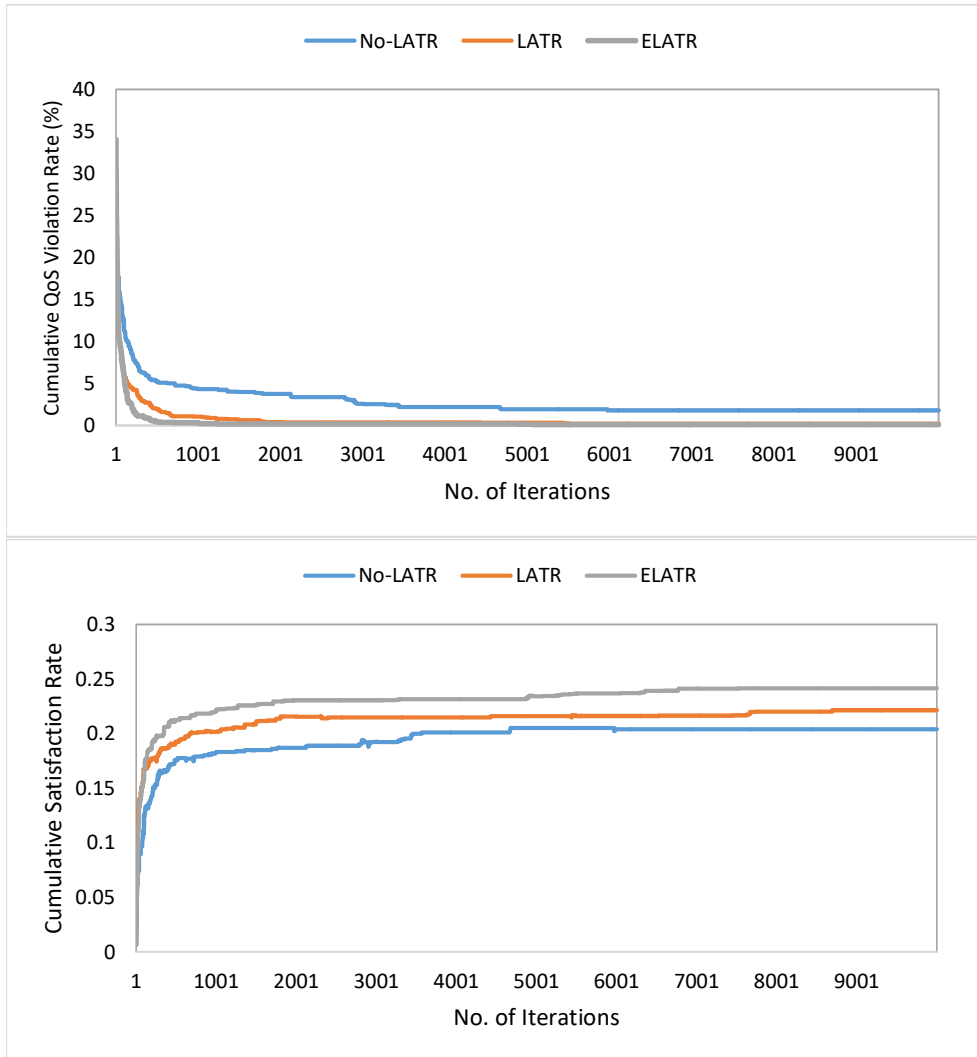 No-LATR LATR ELATR
Cumulative QoS Violation Rate (%)
40
35
30
25
20
15
10
5
0
1 1001 2001 3001 4001 5001 6001 7001 8001 9001
No. of Iterations
No-LATR LATR ELATR
Cumulative Satisfaction Rate
0.3
0.25
0.2
0.15
0.1
0.05
0
1 1001 2001 3001 4001 5001 6001 7001 8001 9001
No. of Iterations